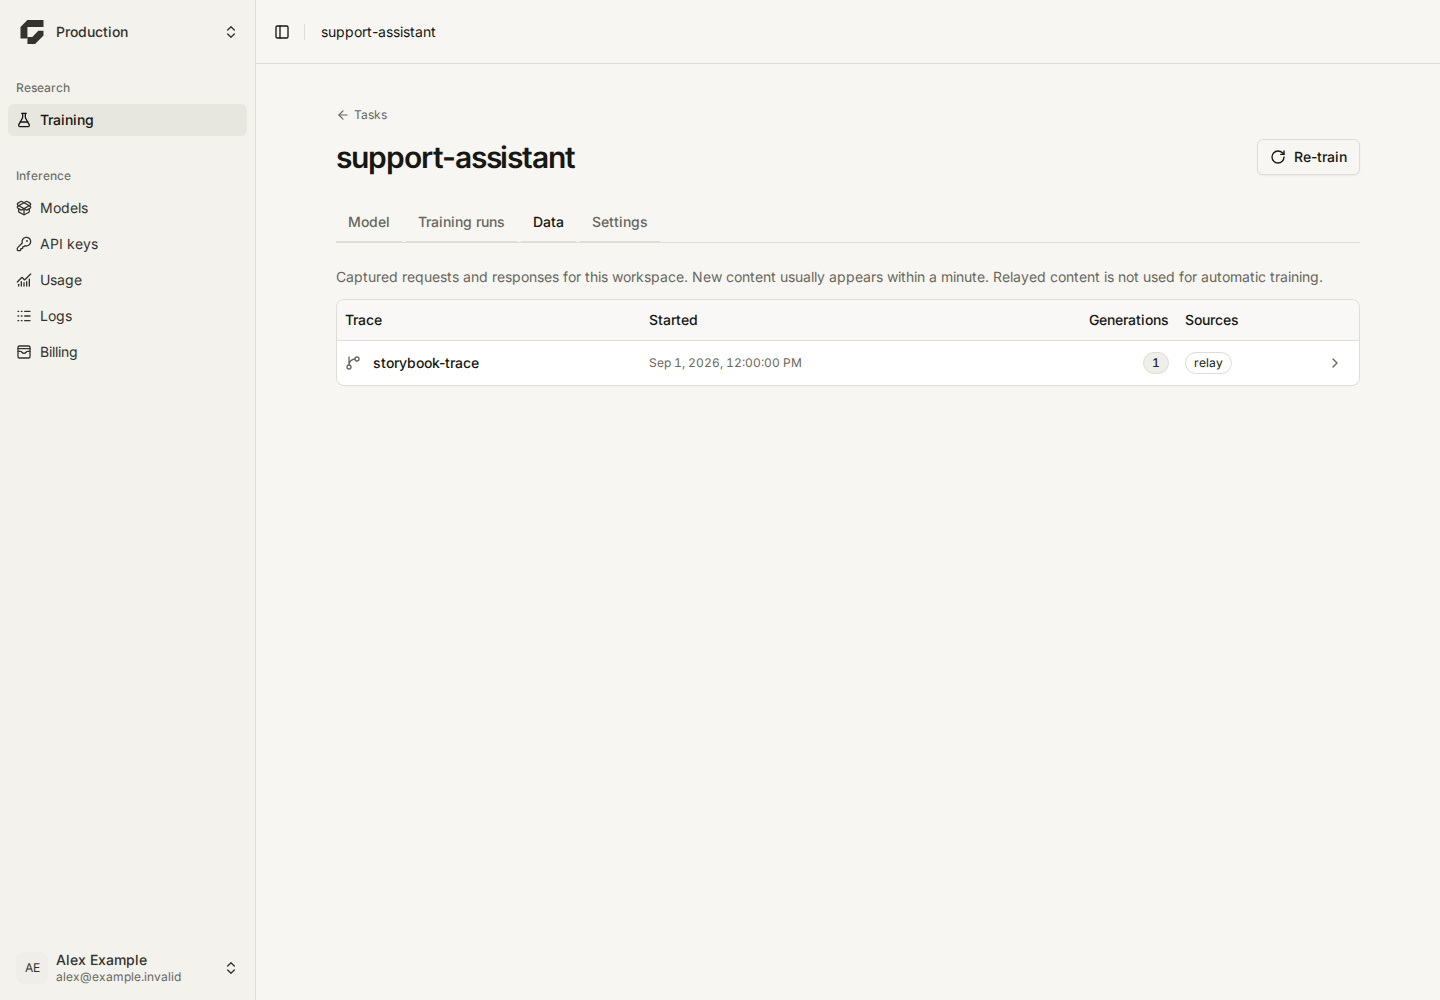 Production
Research
Training
Inference
Models
API keys
Usage
Logs
Billing
AE
Alex Example
alex@example.invalid
support-assistant
Tasks
support-assistant
Re-train
Model Training runs Data Settings
Captured requests and responses for this workspace. New content usually appears within a minute. Relayed content is not used for automatic training.
Trace Started Generations Sources
storybook-trace Sep 1, 2026, 12:00:00 PM 1 relay